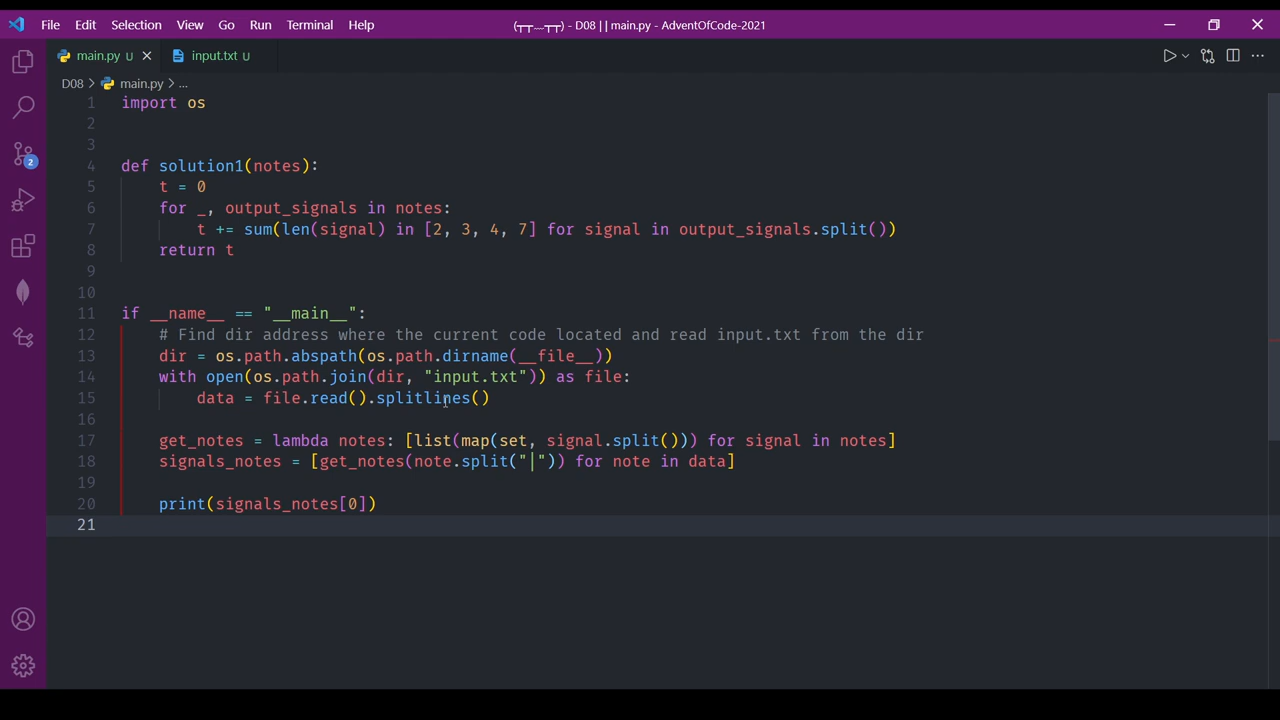 File Edit Selection View Go Run Terminal Help
(┬┬﹏┬┬) - D08 | | main.py - AdventOfCode-2021
main.py U input.txt U
D08 > main.py > ...
1 import os
2
3
4 def solution1(notes):
5     t = 0
6     for _, output_signals in notes:
7         t += sum(len(signal) in [2, 3, 4, 7] for signal in output_signals.split())
8     return t
9
10
11 if __name__ == "__main__":
12     # Find dir address where the current code located and read input.txt from the dir
13     dir = os.path.abspath(os.path.dirname(__file__))
14     with open(os.path.join(dir, "input.txt")) as file:
15         data = file.read().splitlines()
16
17     get_notes = lambda notes: [list(map(set, signal.split())) for signal in notes]
18     signals_notes = [get_notes(note.split("|")) for note in data]
19
20     print(signals_notes[0])
21
2